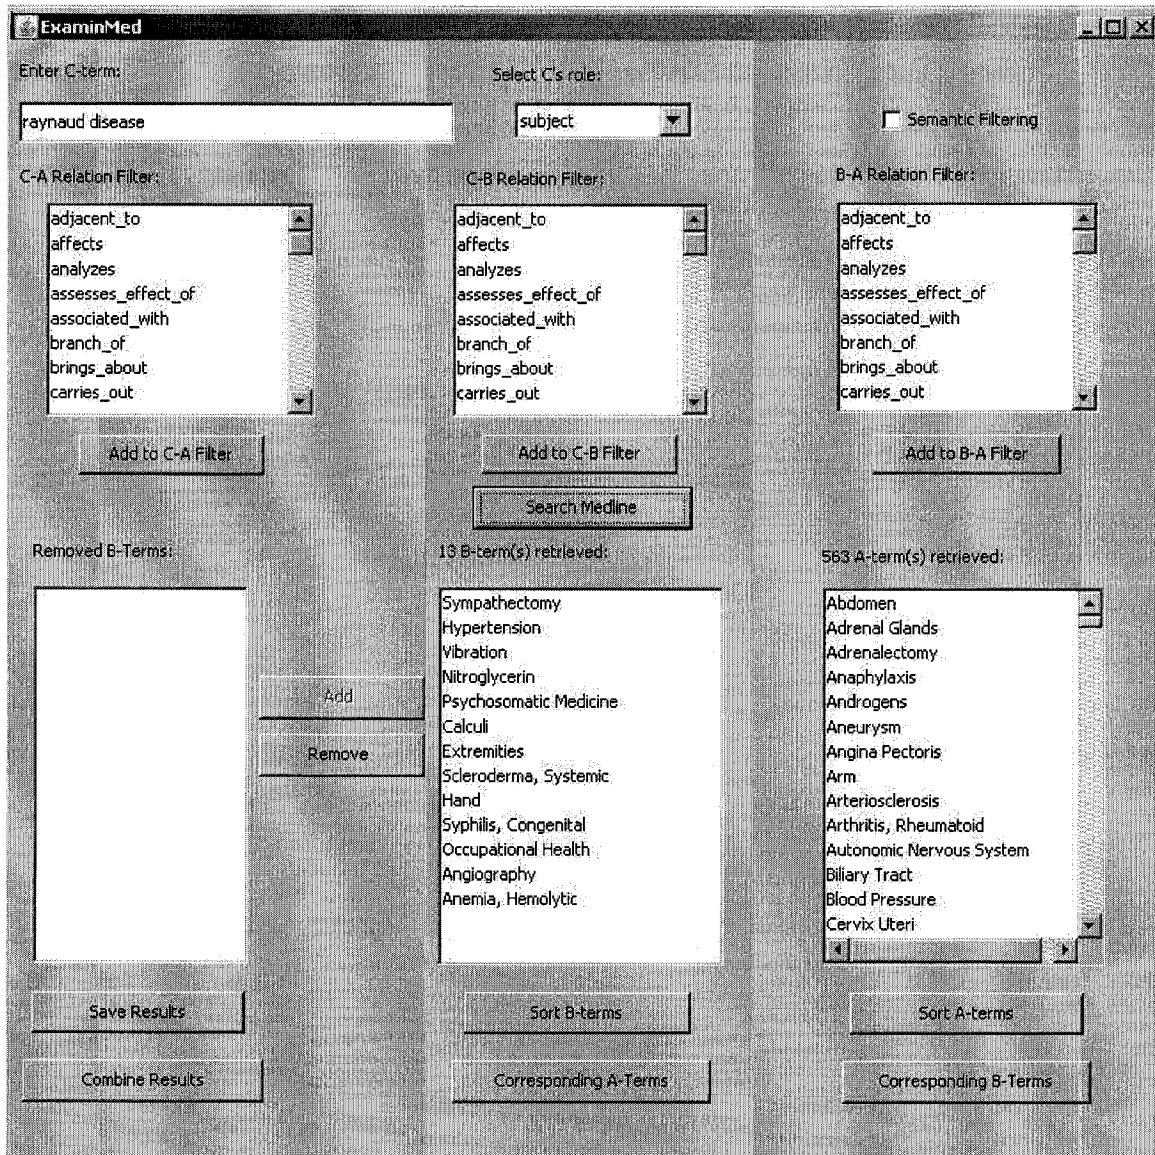 ExaminMed
Enter C-term:
Select C's role:
raynaud disease
subject
Semantic Filtering
C-A Relation Filter:
C-B Relation Filter:
B-A Relation Filter:
adjacent_to
affects
analyzes
assesses_effect_of
associated_with
branch_of
brings_about
carries_out
adjacent_to
affects
analyzes
assesses_effect_of
associated_with
branch_of
brings_about
carries_out
adjacent_to
affects
analyzes
assesses_effect_of
associated_with
branch_of
brings_about
carries_out
Add to C-A Filter
Add to C-B Filter
Add to B-A Filter
Search Medline
Removed B-Terms:
13 B-term(s) retrieved:
563 A-term(s) retrieved:
Add
Remove
Sympathectomy
Hypertension
Vibration
Nitroglycerin
Psychosomatic Medicine
Calculi
Extremities
Scleroderma, Systemic
Hand
Syphilis, Congenital
Occupational Health
Angiography
Anemia, Hemolytic
Abdomen
Adrenal Glands
Adrenalectomy
Anaphylaxis
Androgens
Aneurysm
Angina Pectoris
Arm
Arteriosclerosis
Arthritis, Rheumatoid
Autonomic Nervous System
Biliary Tract
Blood Pressure
Cervix Uteri
Save Results
Sort B-terms
Sort A-terms
Combine Results
Corresponding A-Terms
Corresponding B-Terms